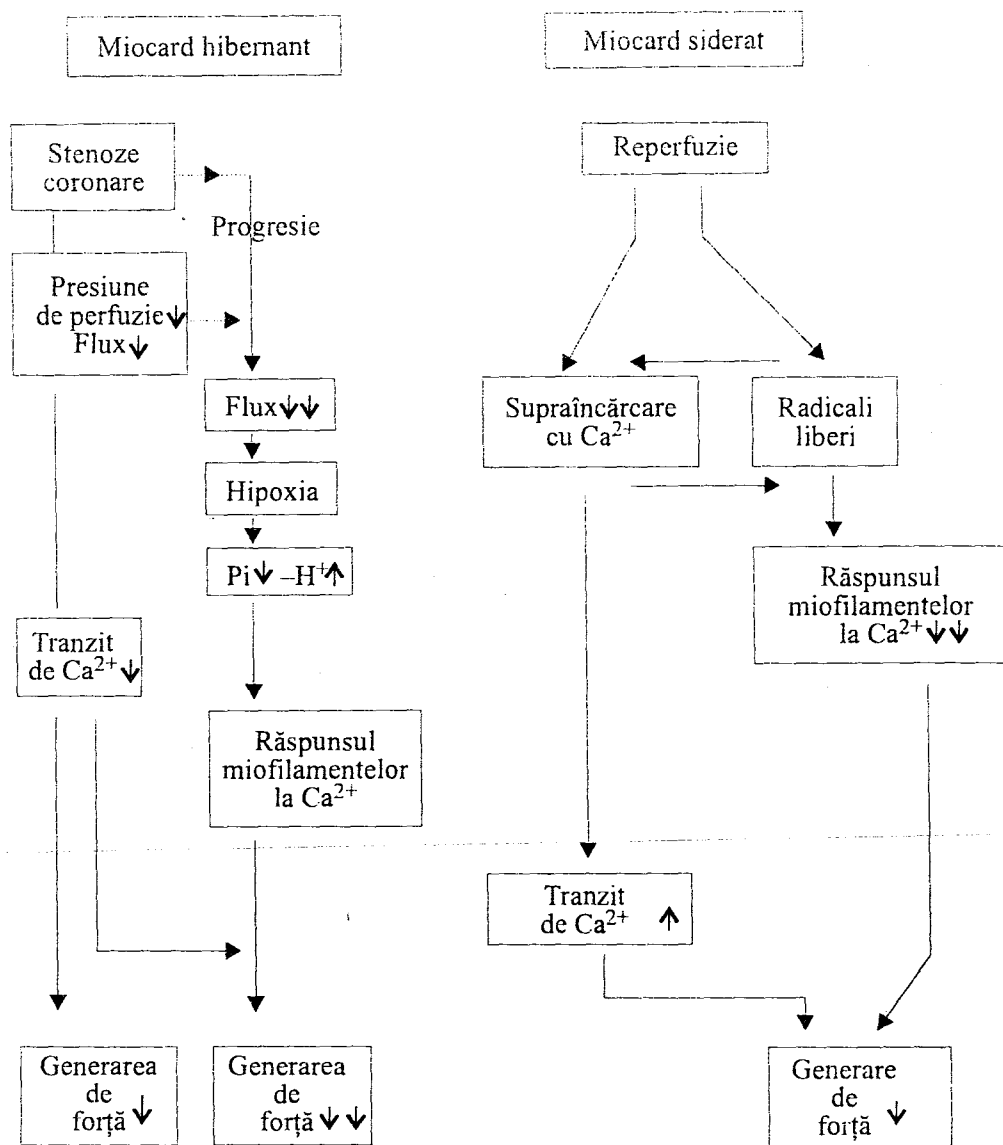 Miocard hibernant
Stenoze
coronare
Progresie
Presiune
de perfuzie ↓
Flux ↓
Flux ↓↓
Hipoxia
Pi ↓ –H⁺↑
Tranzit
de Ca²⁺ ↓
Răspunsul
miofilamentelor
la Ca²⁺
Generarea
de
forță ↓
Generarea
de
forță ↓ ↓
Miocard siderat
Reperfuzie
Supraîncărcare
cu Ca²⁺
Radicali
liberi
Răspunsul
miofilamentelor
la Ca²⁺ ↓↓
Tranzit
de Ca²⁺ ↑
Generare
de
forță ↓